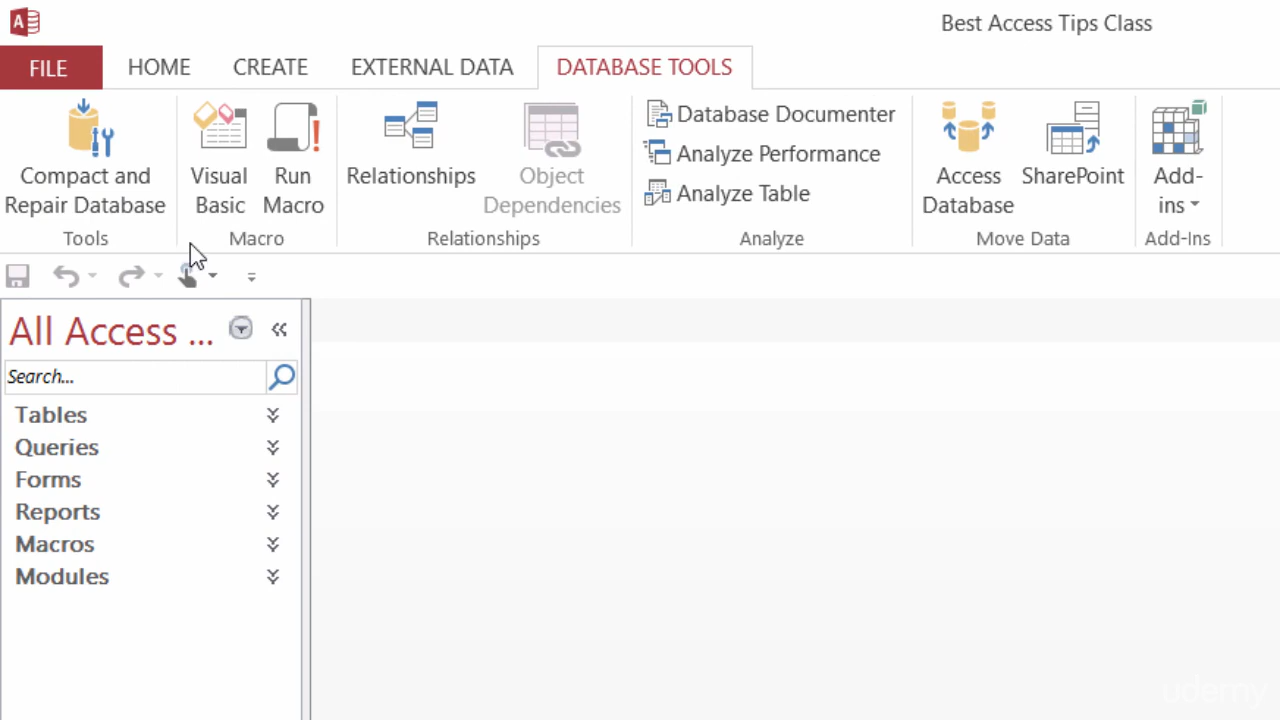 Best Access Tips Class
FILE HOME CREATE EXTERNAL DATA DATABASE TOOLS
Compact and
Repair Database
Tools
Visual
Basic
Run
Macro
Macro
Relationships
Object
Dependencies
Relationships
Database Documenter
Analyze Performance
Analyze Table
Analyze
Access
Database
SharePoint
Move Data
Add-
ins
Add-Ins
All Access ...
Search...
Tables
Queries
Forms
Reports
Macros
Modules
udemy